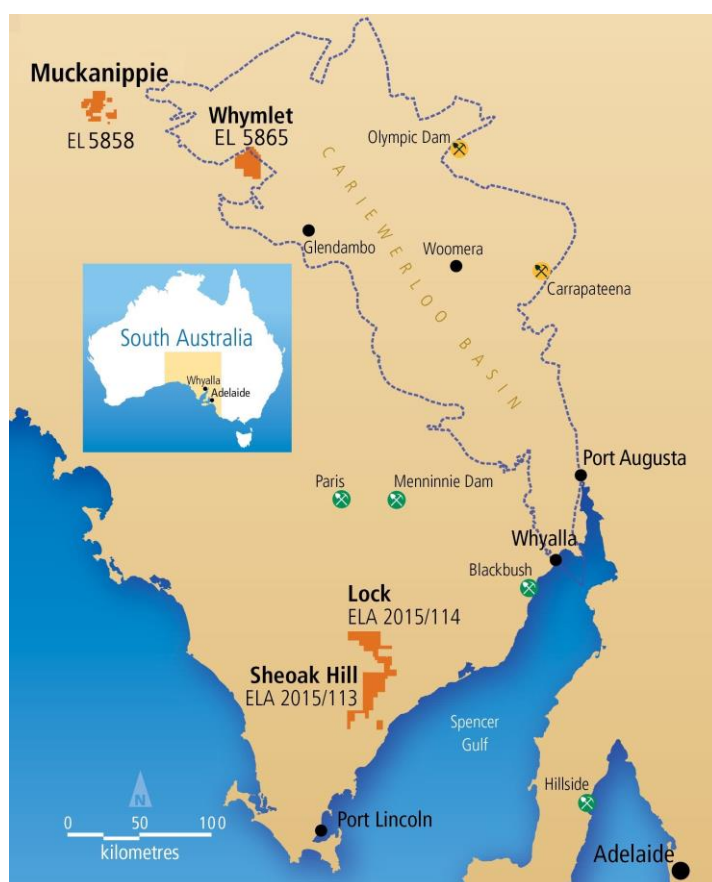 Muckanippie
EL 5858
Whymlet
EL 5865
Olympic Dam
CARIEWERLOO BASIN
Glendambo
Woomera
Carrapateena
South Australia
Whyalla
Adelaide
Port Augusta
Paris
Menninnie Dam
Whyalla
Blackbush
Lock
ELA 2015/114
Sheoak Hill
ELA 2015/113
Spencer
Gulf
Hillside
N
0 50 100
kilometres
Port Lincoln
Adelaide